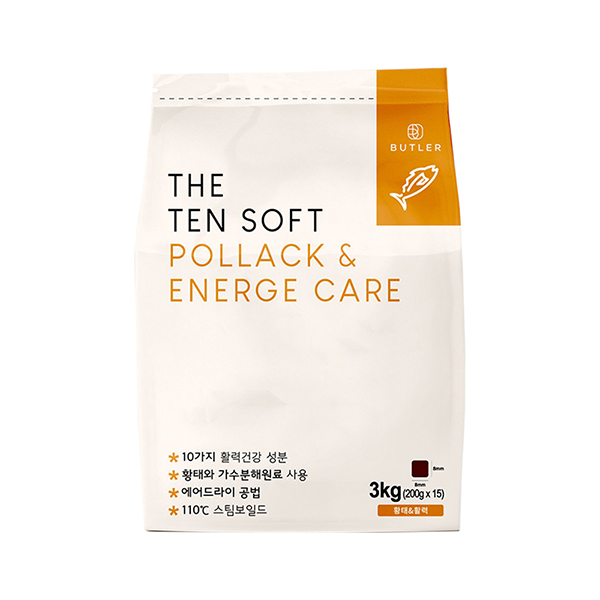 BUTLER
THE
TEN SOFT
POLLACK &
ENERGE CARE
* 10가지 활력건강 성분
* 황태와 가수분해원료 사용
* 에어드라이 공법
* 110℃ 스팀보일드
8mm
8mm
3kg (200g x 15)
황태&활력